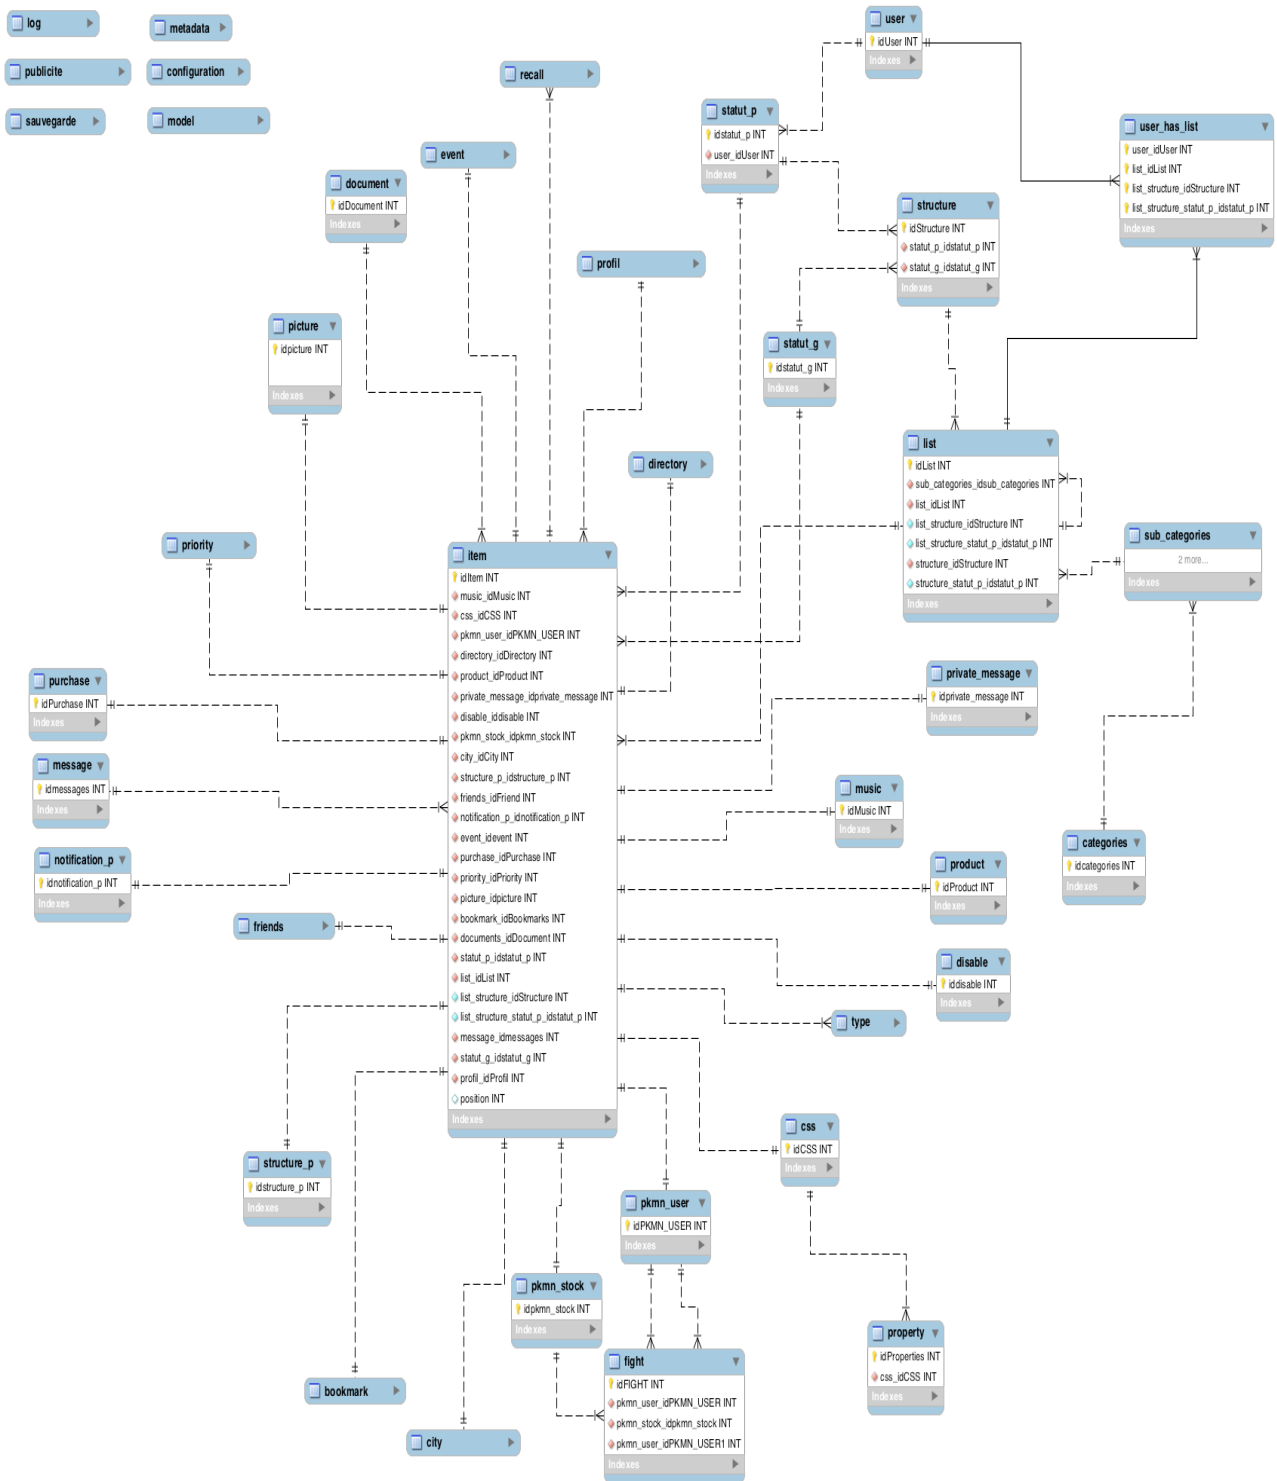 log
metadata
publicite
configuration
sauvegarde
model
recall
event
document
idDocument INT
Indexes
picture
idpicture INT
Indexes
profil
directory
priority
user
idUser INT
Indexes
statut_p
idstatut_p INT
user_idUser INT
Indexes
user_has_list
user_idUser INT
list_idList INT
list_structure_idStructure INT
list_structure_statut_p_idstatut_p INT
Indexes
structure
idStructure INT
statut_p_idstatut_p INT
statut_g_idstatut_g INT
Indexes
statut_g
idstatut_g INT
Indexes
list
idList INT
sub_categories_idsub_categories INT
list_idList INT
list_structure_idStructure INT
list_structure_statut_p_idstatut_p INT
structure_idStructure INT
structure_statut_p_idstatut_p INT
Indexes
sub_categories
2 more...
Indexes
item
idItem INT
music_idMusic INT
css_idCSS INT
pkmn_user_idPKMN_USER INT
directory_idDirectory INT
product_idProduct INT
private_message_idprivate_message INT
disable_iddisable INT
pkmn_stock_idpkmn_stock INT
city_idCity INT
structure_p_idstructure_p INT
friends_idFriend INT
notification_p_idnotification_p INT
event_idevent INT
purchase_idPurchase INT
priority_idPriority INT
picture_idpicture INT
bookmark_idBookmarks INT
documents_idDocument INT
statut_p_idstatut_p INT
list_idList INT
list_structure_idStructure INT
list_structure_statut_p_idstatut_p INT
message_idmessages INT
statut_g_idstatut_g INT
profil_idProfil INT
position INT
Indexes
purchase
idPurchase INT
Indexes
message
idmessages INT
Indexes
notification_p
idnotification_p INT
Indexes
friends
structure_p
idstructure_p INT
Indexes
bookmark
city
private_message
idprivate_message INT
Indexes
music
idMusic INT
Indexes
product
idProduct INT
Indexes
categories
idcategories INT
Indexes
disable
iddisable INT
Indexes
type
css
idCSS INT
Indexes
pkmn_user
idPKMN_USER INT
Indexes
pkmn_stock
idpkmn_stock INT
Indexes
fight
idFIGHT INT
pkmn_user_idPKMN_USER INT
pkmn_stock_idpkmn_stock INT
pkmn_user_idPKMN_USER1 INT
Indexes
property
idProperties INT
css_idCSS INT
Indexes